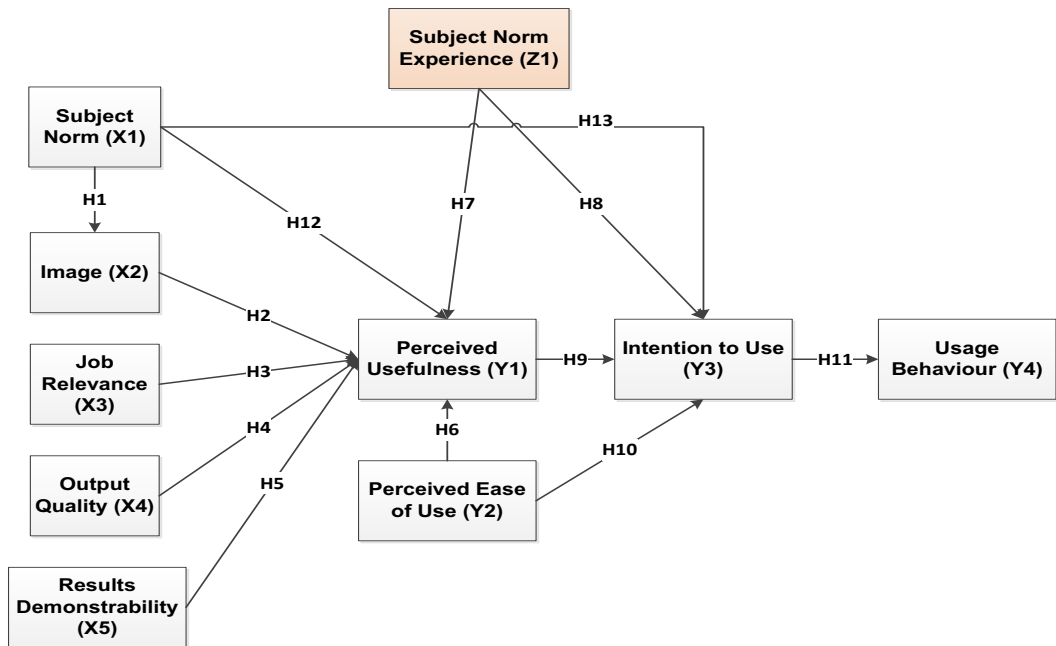 Subject Norm
Experience (Z1)
Subject
Norm (X1)
H13
H1
H7
H8
H12
Image (X2)
H2
Perceived
Usefulness (Y1)
H9
Intention to Use
(Y3)
H11
Usage
Behaviour (Y4)
Job
Relevance
(X3)
H3
H4
H6
H10
Output
Quality (X4)
H5
Perceived Ease
of Use (Y2)
Results
Demonstrability
(X5)